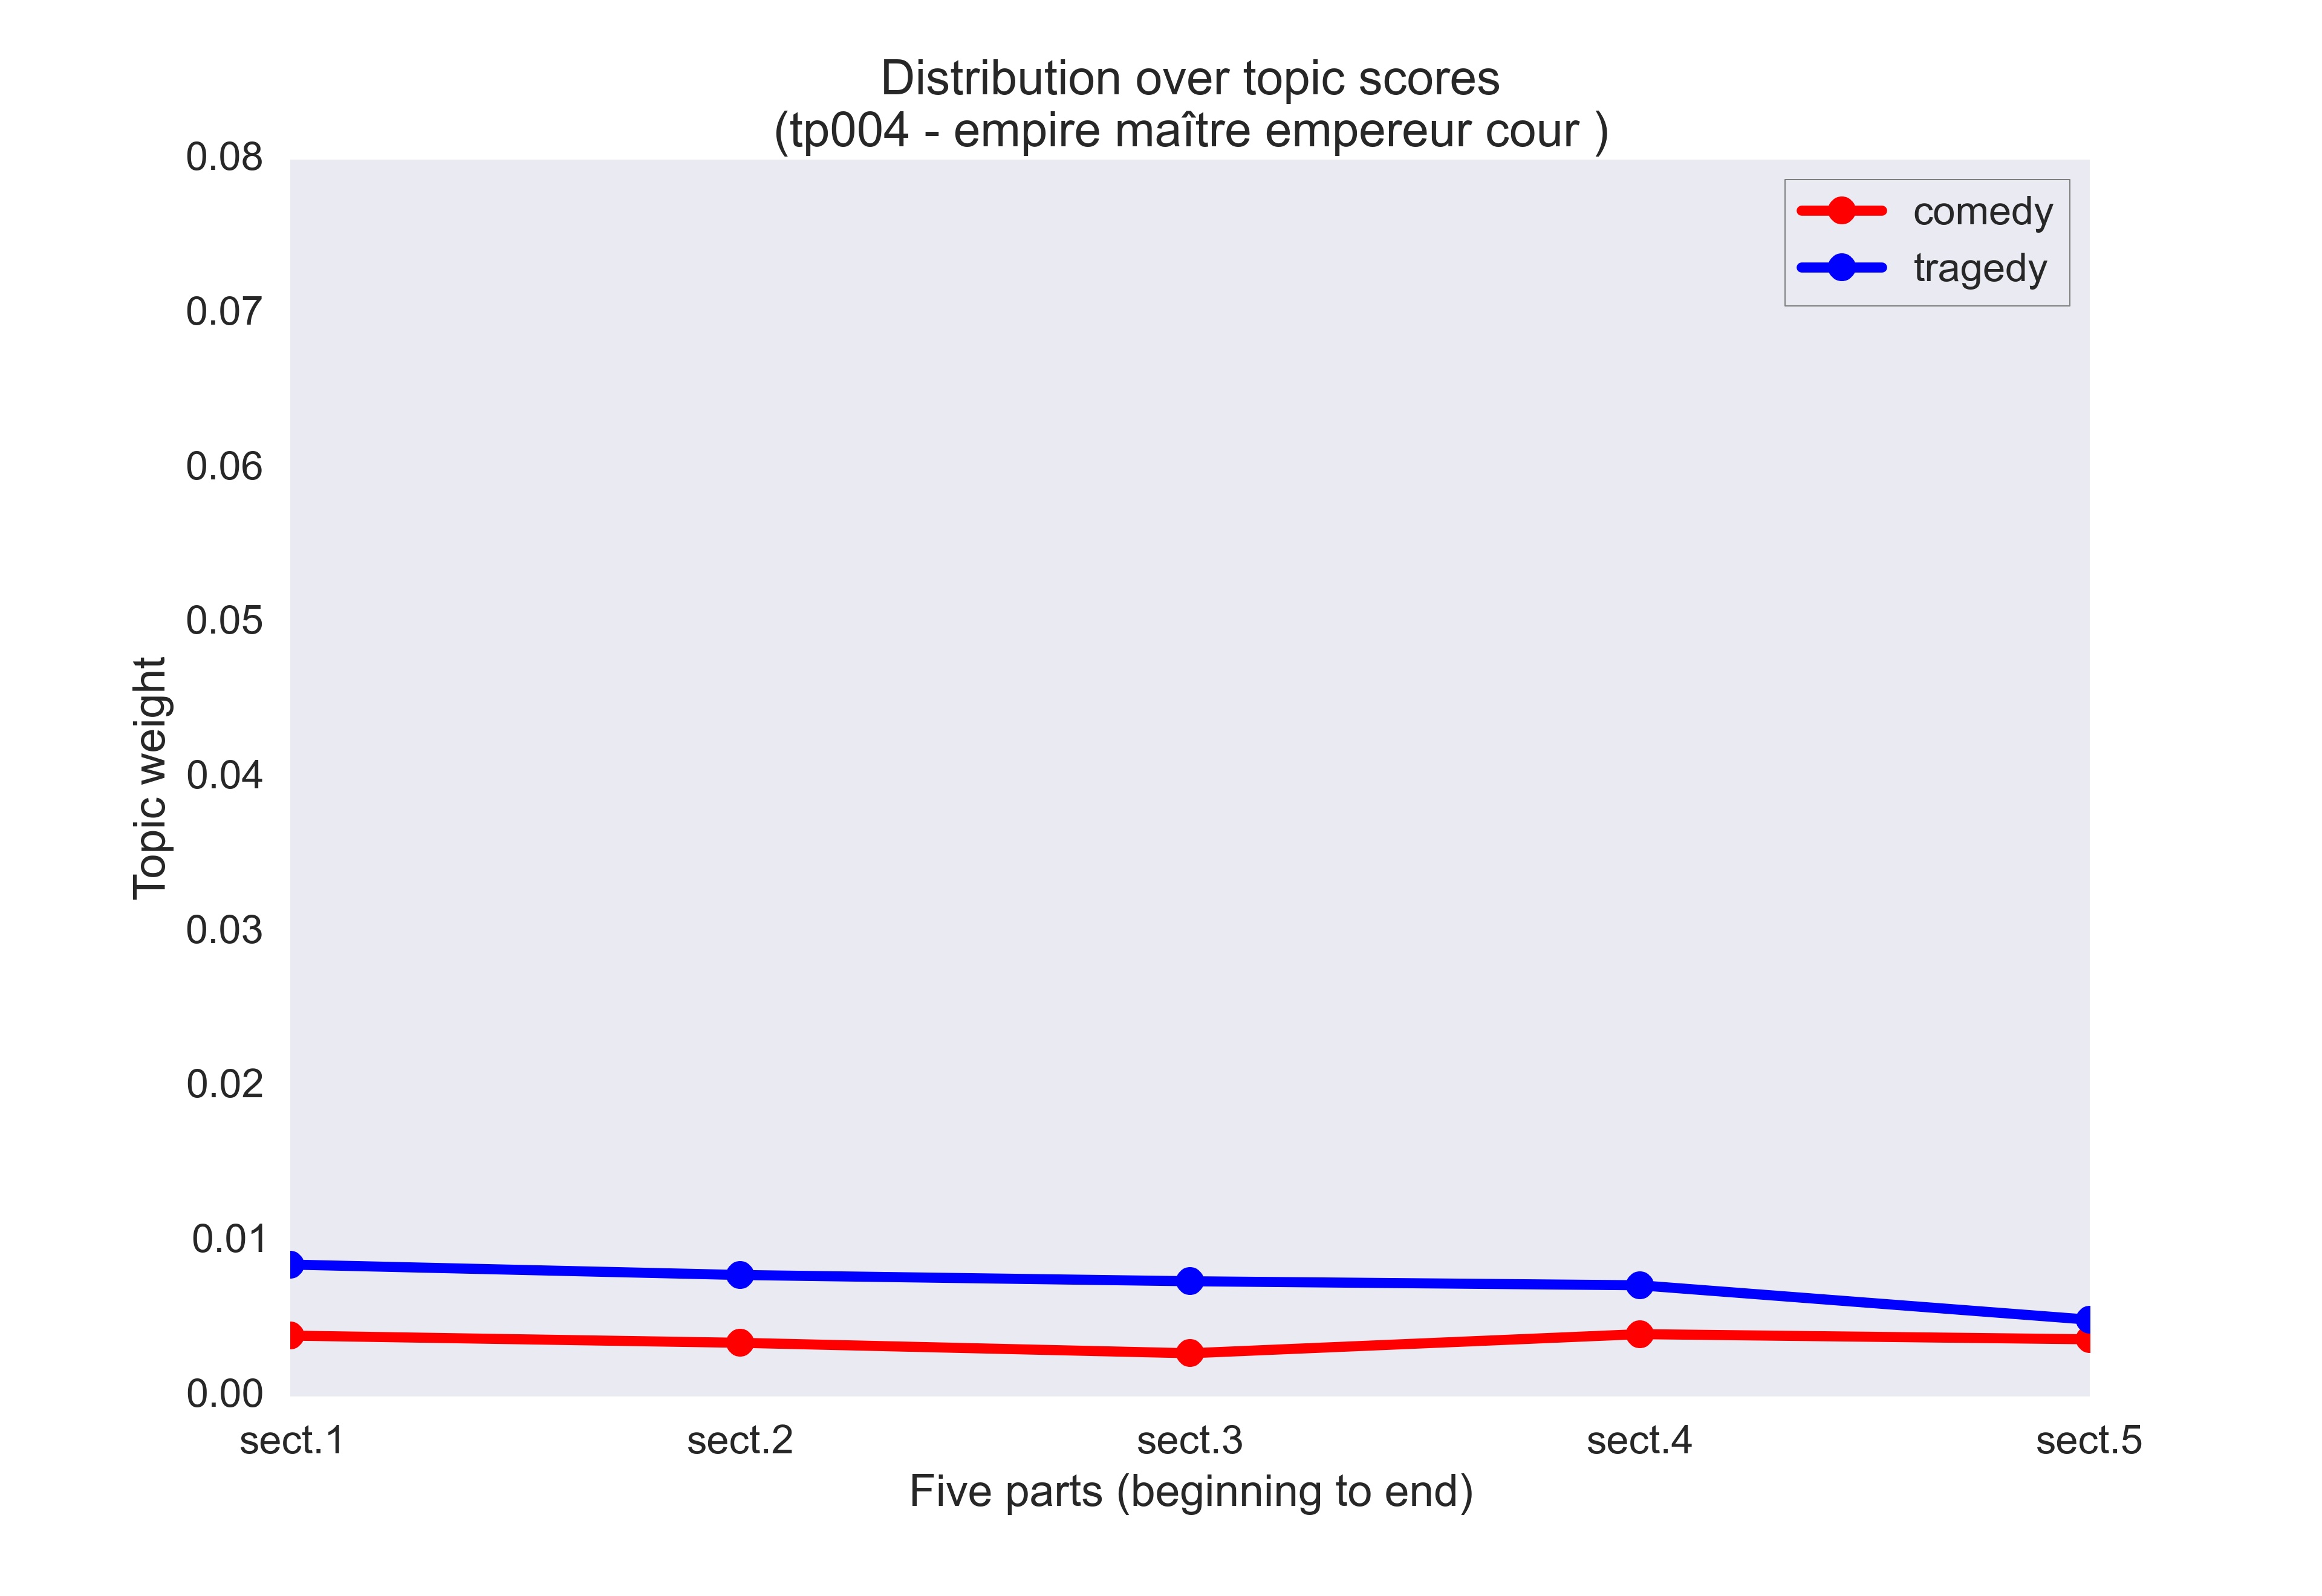 Distribution over topic scores
(tp004 - empire maître empereur cour )
0.08
0.07
0.06
0.05
0.04
0.03
0.02
0.01
0.00
Topic weight
comedy
tragedy
sect.1 sect.2 sect.3 sect.4 sect.5
Five parts (beginning to end)